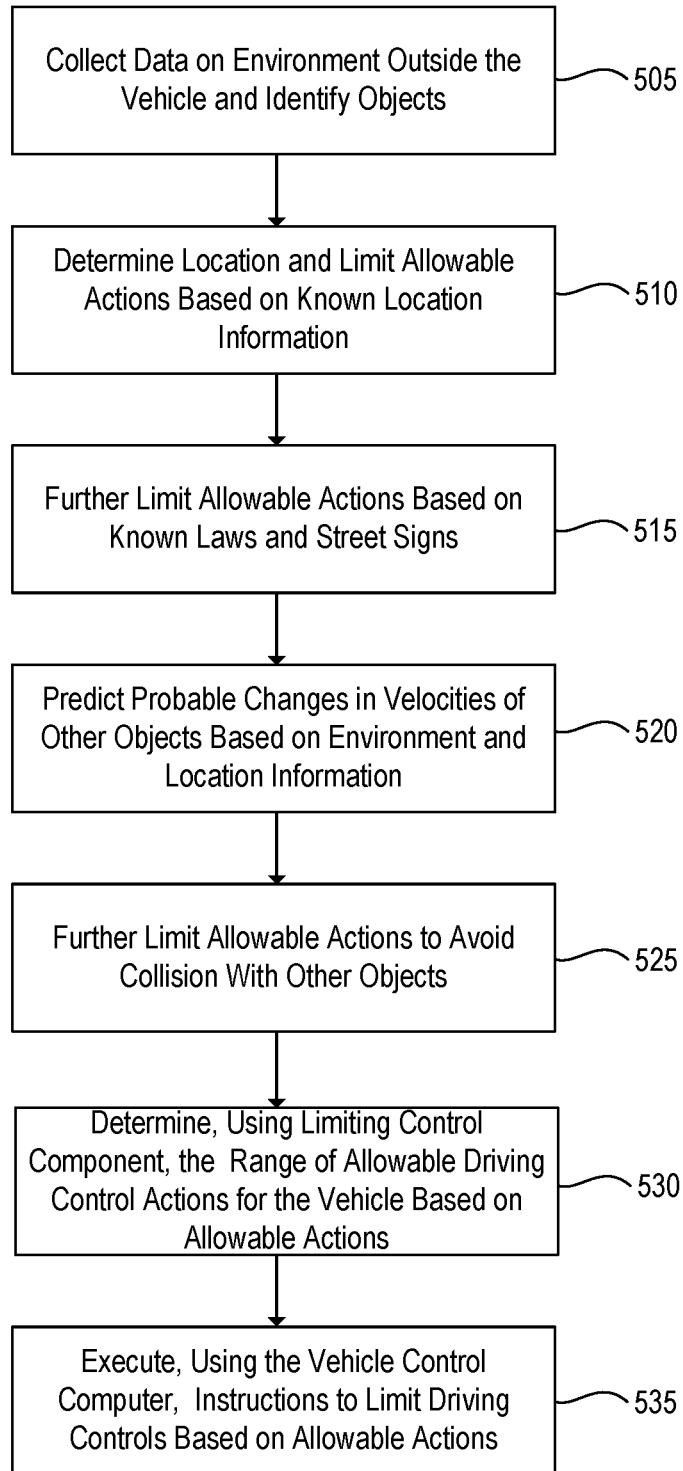 Collect Data on Environment Outside the
Vehicle and Identify Objects
505
Determine Location and Limit Allowable
Actions Based on Known Location
Information
510
Further Limit Allowable Actions Based on
Known Laws and Street Signs
515
Predict Probable Changes in Velocities of
Other Objects Based on Environment and
Location Information
520
Further Limit Allowable Actions to Avoid
Collision With Other Objects
525
Determine, Using Limiting Control
Component, the Range of Allowable Driving
Control Actions for the Vehicle Based on
Allowable Actions
530
Execute, Using the Vehicle Control
Computer, Instructions to Limit Driving
Controls Based on Allowable Actions
535